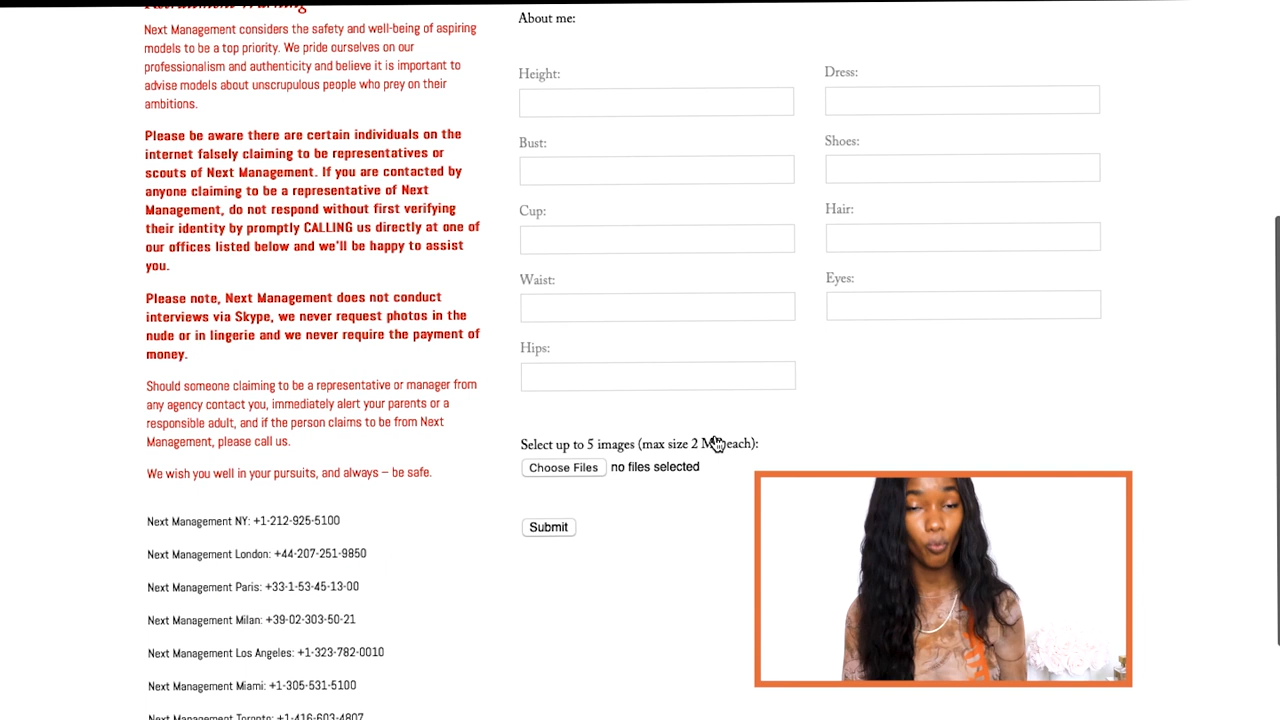 Recruitment Warning
Next Management considers the safety and well-being of aspiring
models to be a top priority. We pride ourselves on our
professionalism and authenticity and believe it is important to
advise models about unscrupulous people who prey on their
ambitions.
Please be aware there are certain individuals on the
internet falsely claiming to be representatives or
scouts of Next Management. If you are contacted by
anyone claiming to be a representative of Next
Management, do not respond without first verifying
their identity by promptly CALLING us directly at one of
our offices listed below and we'll be happy to assist
you.
Please note, Next Management does not conduct
interviews via Skype, we never request photos in the
nude or in lingerie and we never require the payment of
money.
Should someone claiming to be a representative or manager from
any agency contact you, immediately alert your parents or a
responsible adult, and if the person claims to be from Next
Management, please call us.
We wish you well in your pursuits, and always – be safe.
Next Management NY: +1-212-925-5100
Next Management London: +44-207-251-9850
Next Management Paris: +33-1-53-45-13-00
Next Management Milan: +39-02-303-50-21
Next Management Los Angeles: +1-323-782-0010
Next Management Miami: +1-305-531-5100
Next Management Toronto: +1-416-603-4807
About me:
Height:
Dress:
Bust:
Shoes:
Cup:
Hair:
Waist:
Eyes:
Hips:
Select up to 5 images (max size 2 each):
Choose Files no files selected
Submit